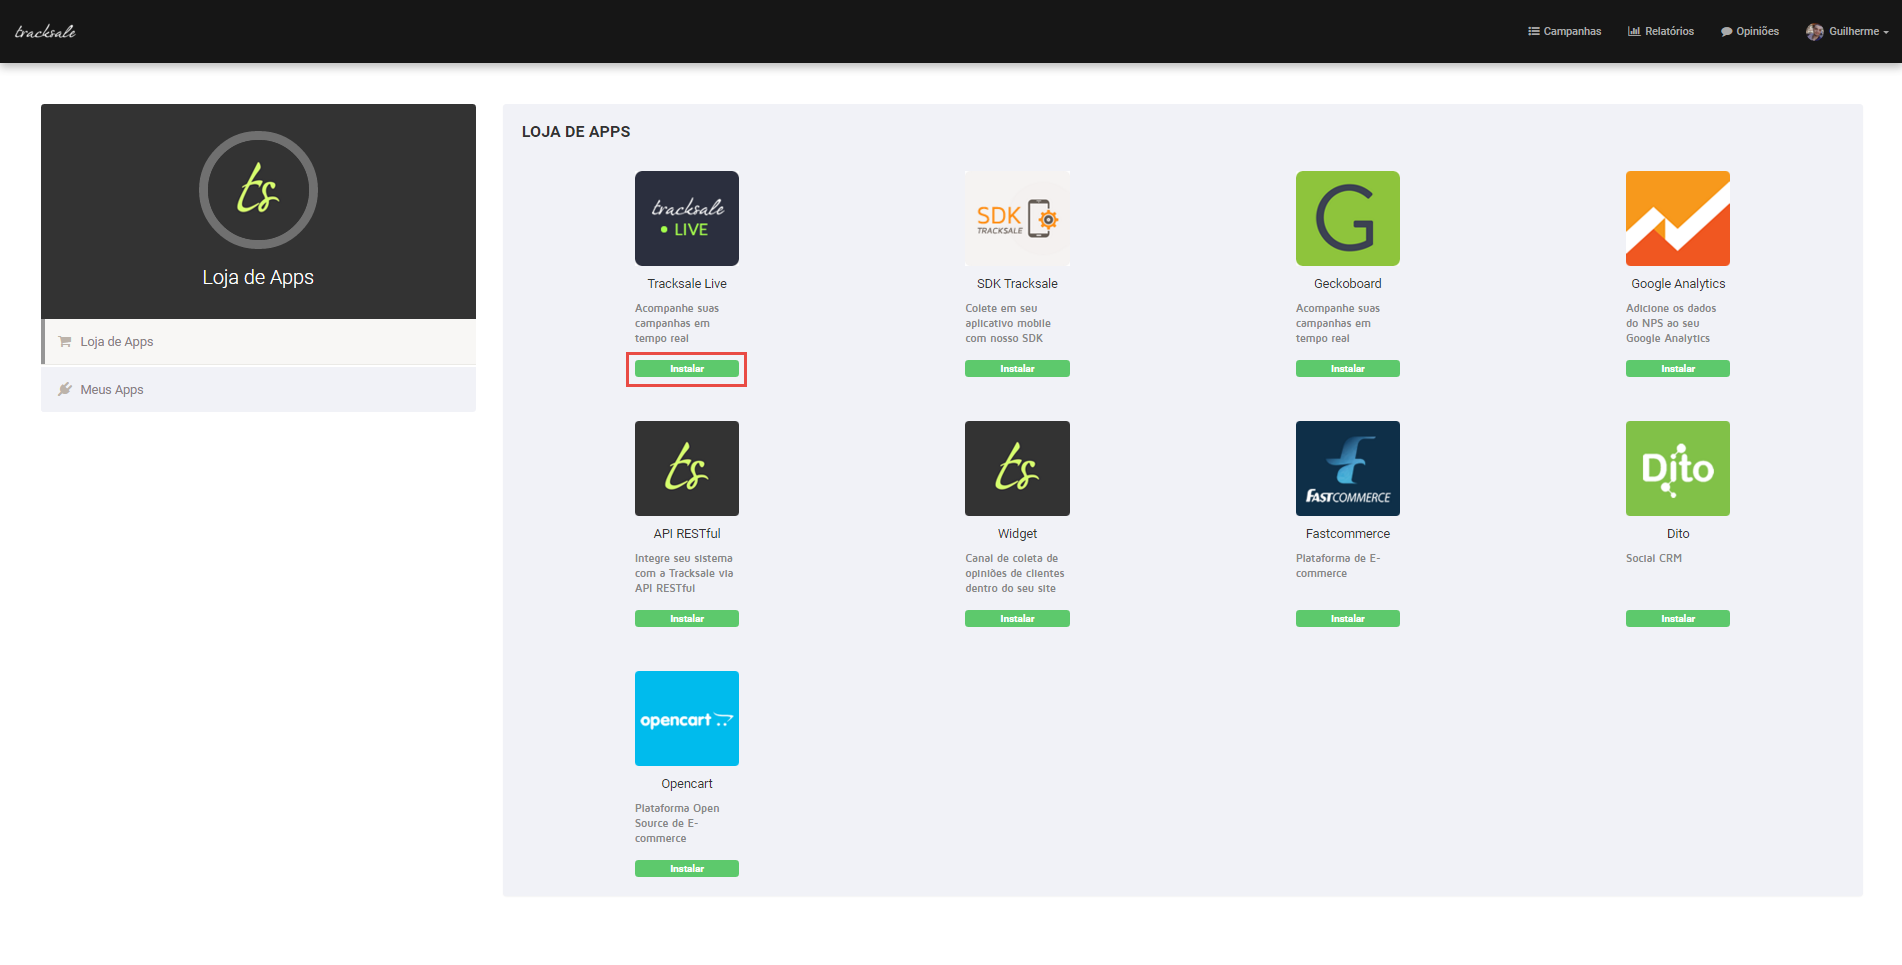 tracksale
Campanhas
Relatórios
Opiniões
Guilherme
ts
Loja de Apps
Loja de Apps
Meus Apps
LOJA DE APPS
tracksale
LIVE
Tracksale Live
Acompanhe suas
campanhas em
tempo real
Instalar
SDK
TRACKSALE
SDK Tracksale
Colete em seu
aplicativo mobile
com nosso SDK
Instalar
G
Geckoboard
Acompanhe suas
campanhas em
tempo real
Instalar
Google Analytics
Adicione os dados
do NPS ao seu
Google Analytics
Instalar
ts
API RESTful
Integre seu sistema
com a Tracksale via
API RESTful
Instalar
ts
Widget
Canal de coleta de
opiniões de clientes
dentro do seu site
Instalar
FASTCOMMERCE
Fastcommerce
Plataforma de E-
commerce
Instalar
Dito
Dito
Social CRM
Instalar
opencart
Opencart
Plataforma Open
Source de E-
commerce
Instalar